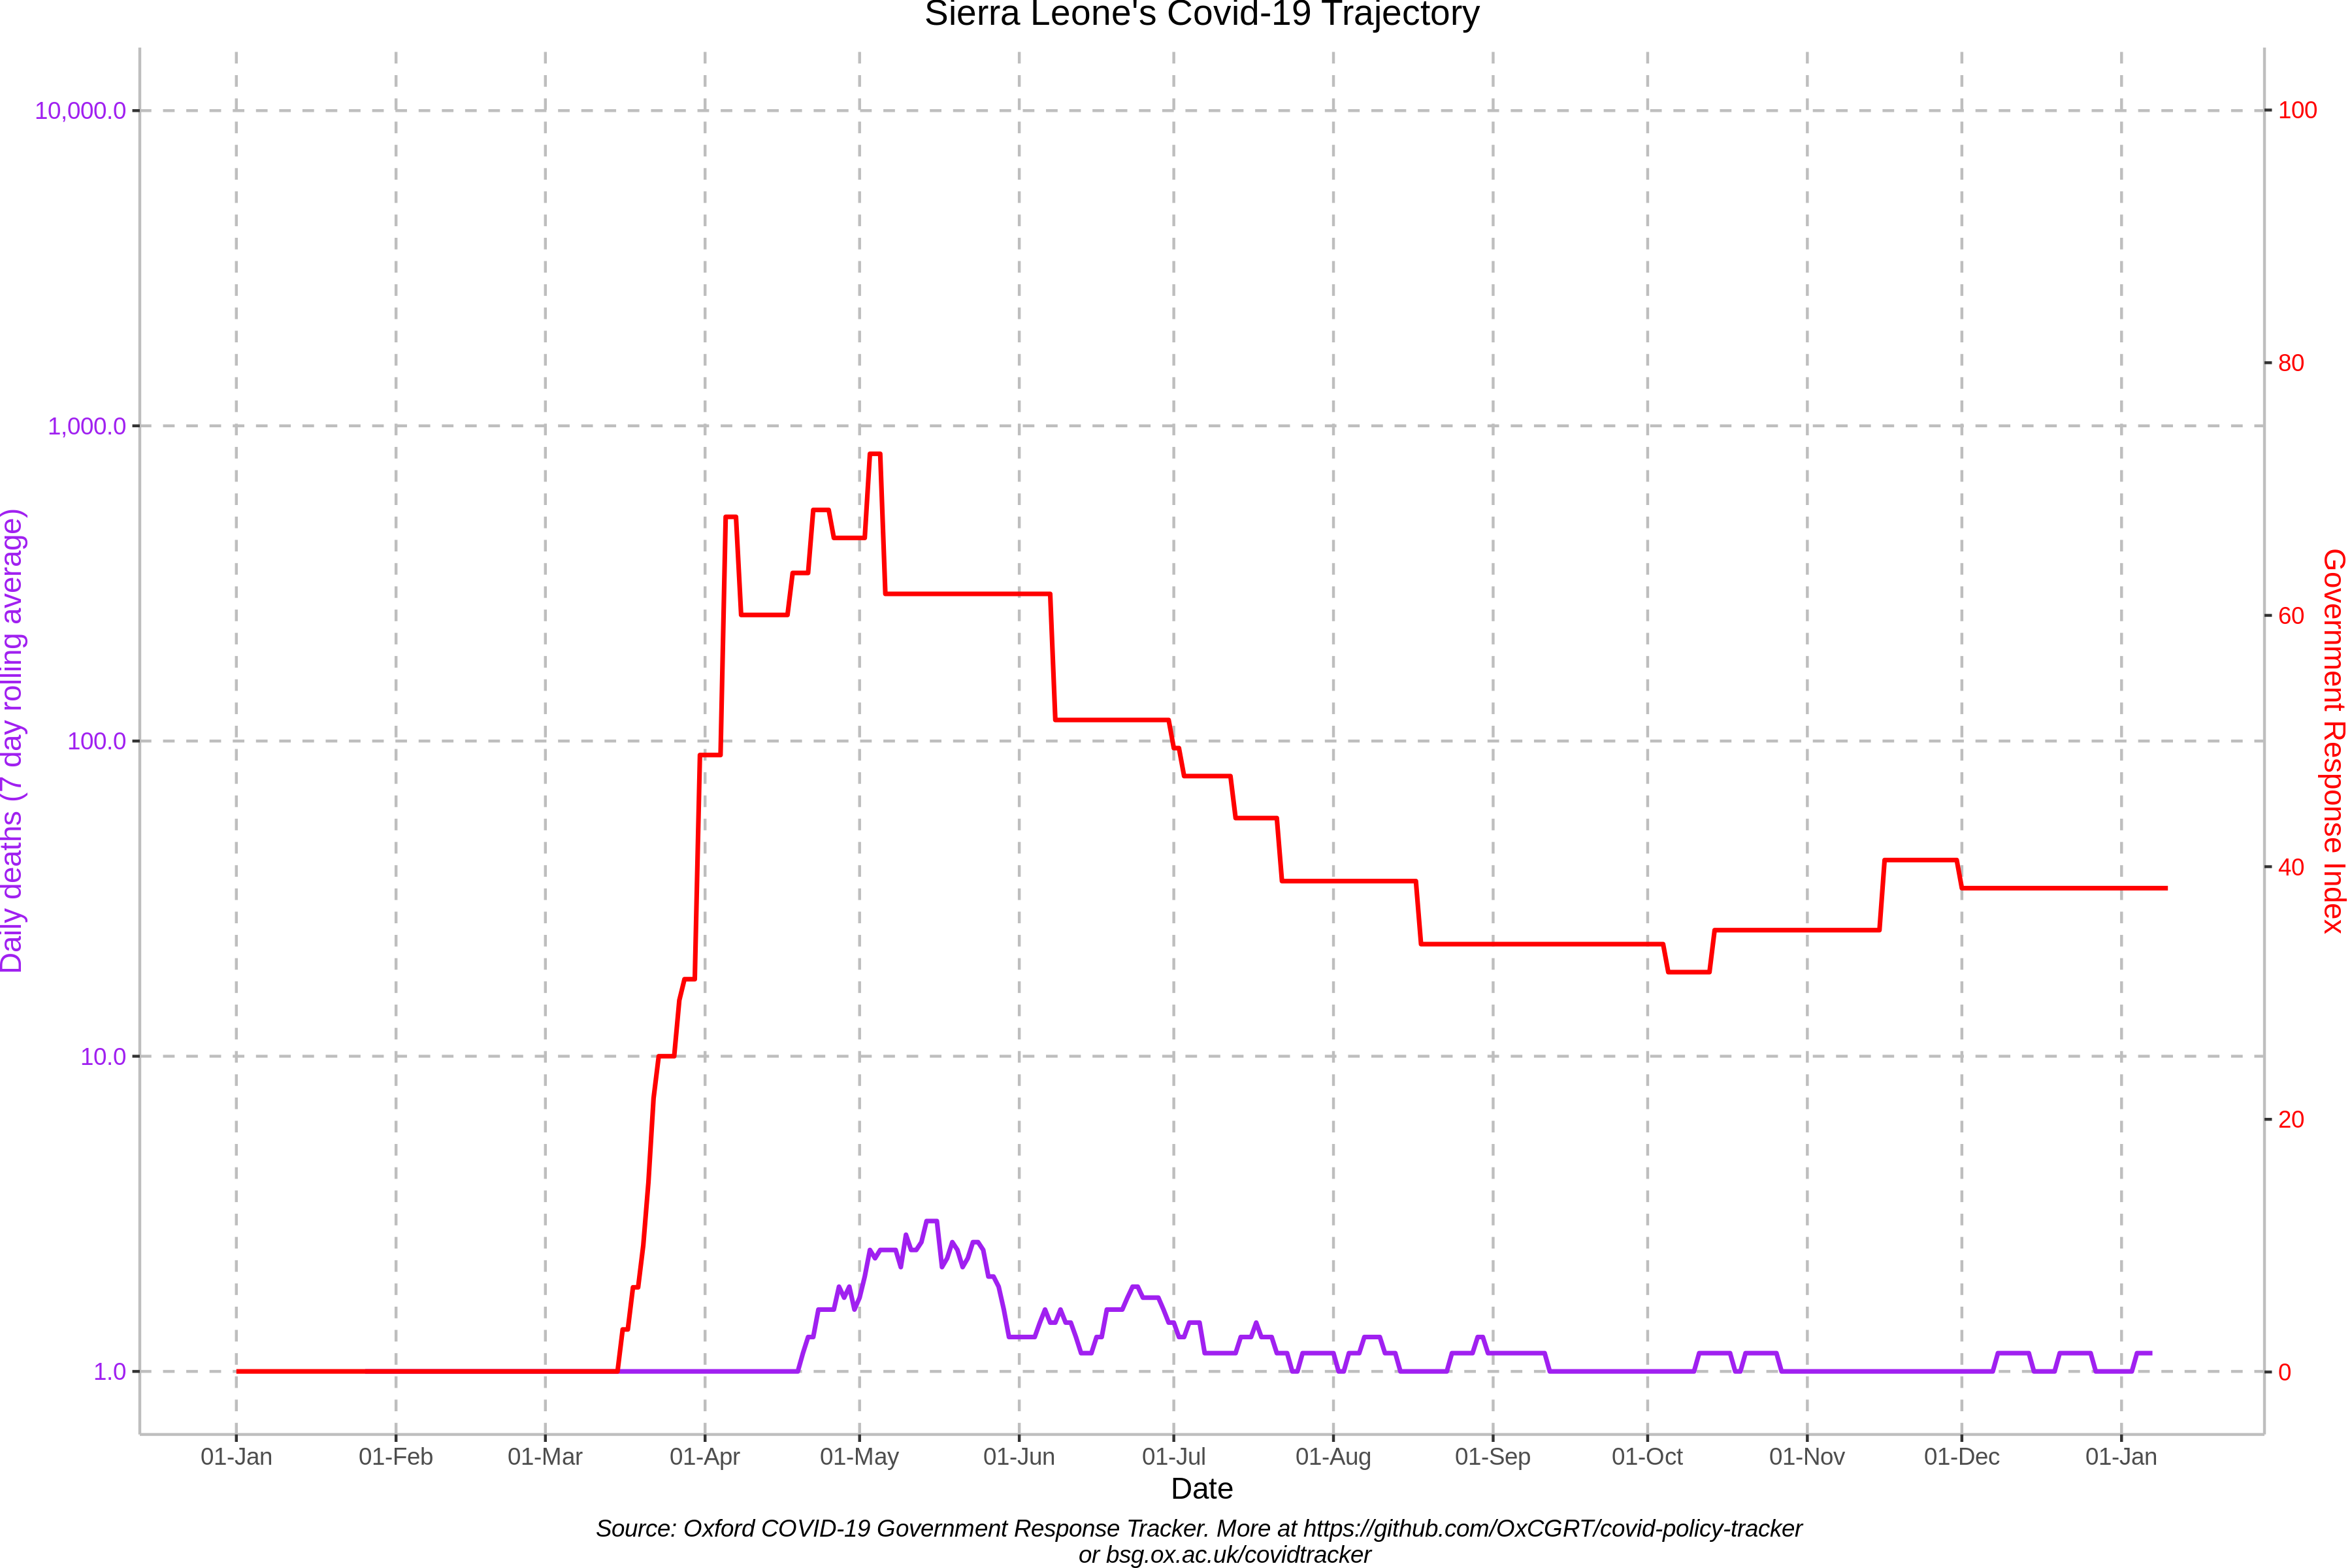 Sierra Leone's Covid-19 Trajectory
10,000.0
1,000.0
100.0
10.0
1.0
Daily deaths (7 day rolling average)
100
80
60
40
20
0
Government Response Index
01-Jan 01-Feb 01-Mar 01-Apr 01-May 01-Jun 01-Jul 01-Aug 01-Sep 01-Oct 01-Nov 01-Dec 01-Jan
Date
Source: Oxford COVID-19 Government Response Tracker. More at https://github.com/OxCGRT/covid-policy-tracker
or bsg.ox.ac.uk/covidtracker